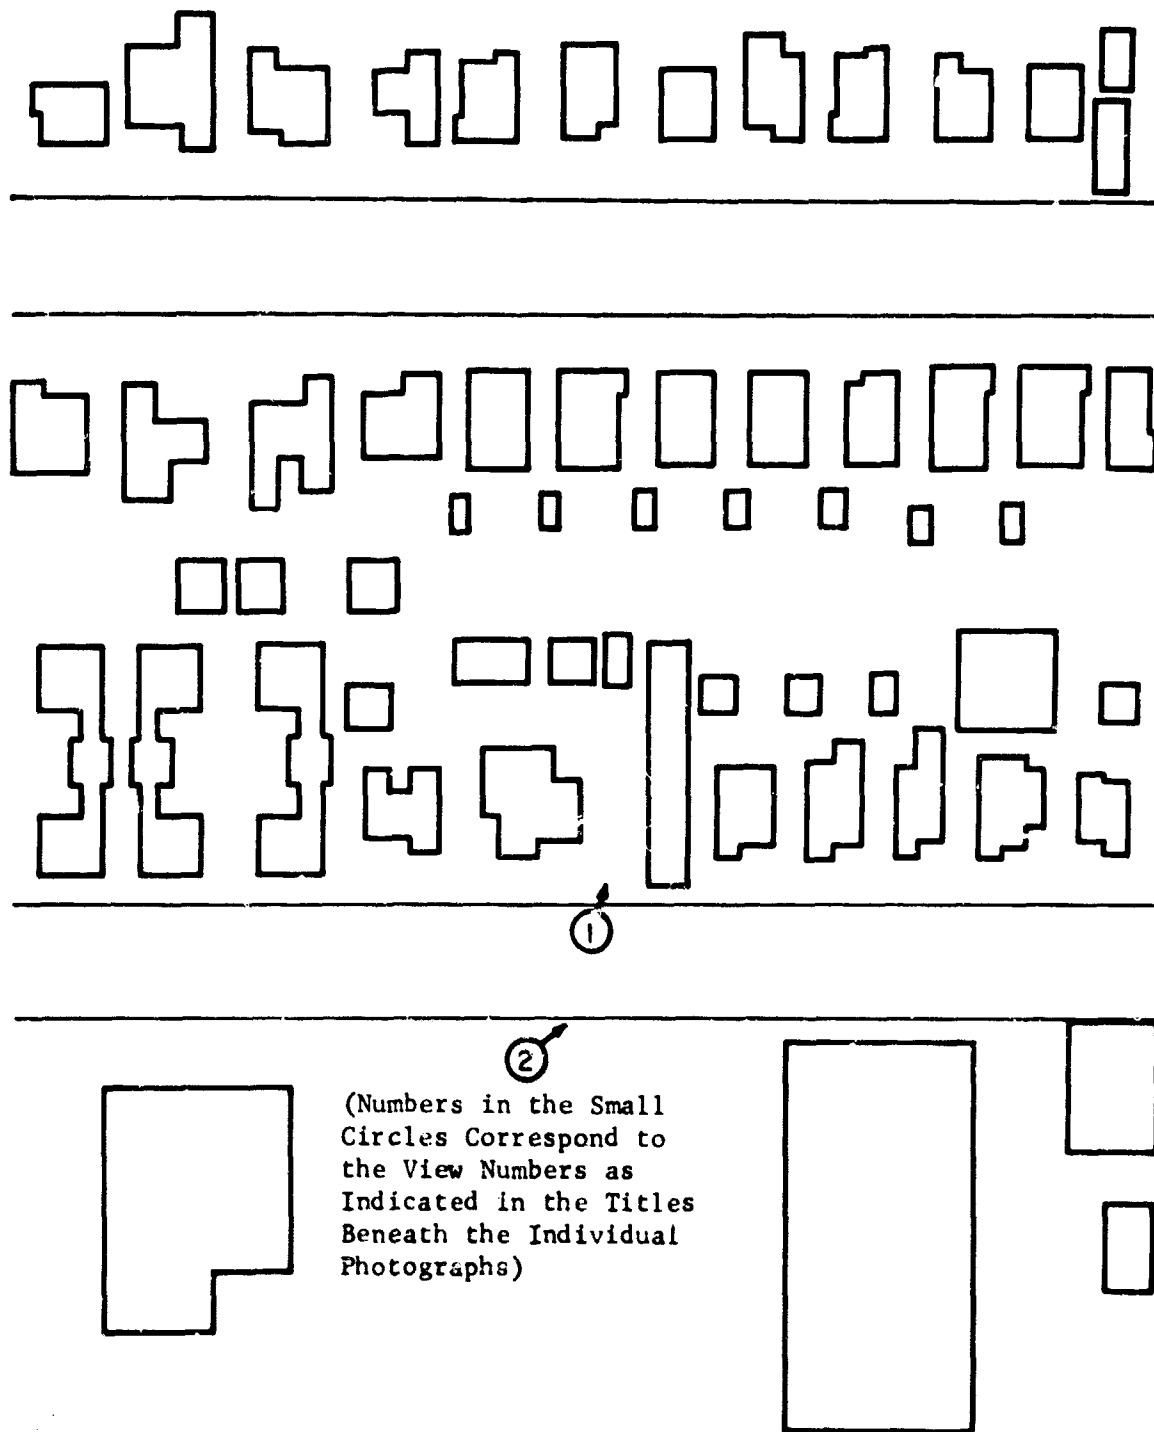 1
2
(Numbers in the Small
Circles Correspond to
the View Numbers as
Indicated in the Titles
Beneath the Individual
Photographs)